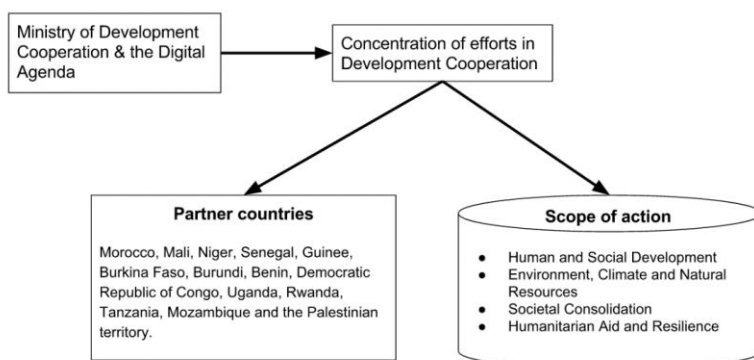 Ministry of Development
Cooperation & the Digital
Agenda
Concentration of efforts in
Development Cooperation
Partner countries
Morocco, Mali, Niger, Senegal, Guinee,
Burkina Faso, Burundi, Benin, Democratic
Republic of Congo, Uganda, Rwanda,
Tanzania, Mozambique and the Palestinian
territory.
Scope of action
● Human and Social Development
● Environment, Climate and Natural
Resources
● Societal Consolidation
● Humanitarian Aid and Resilience